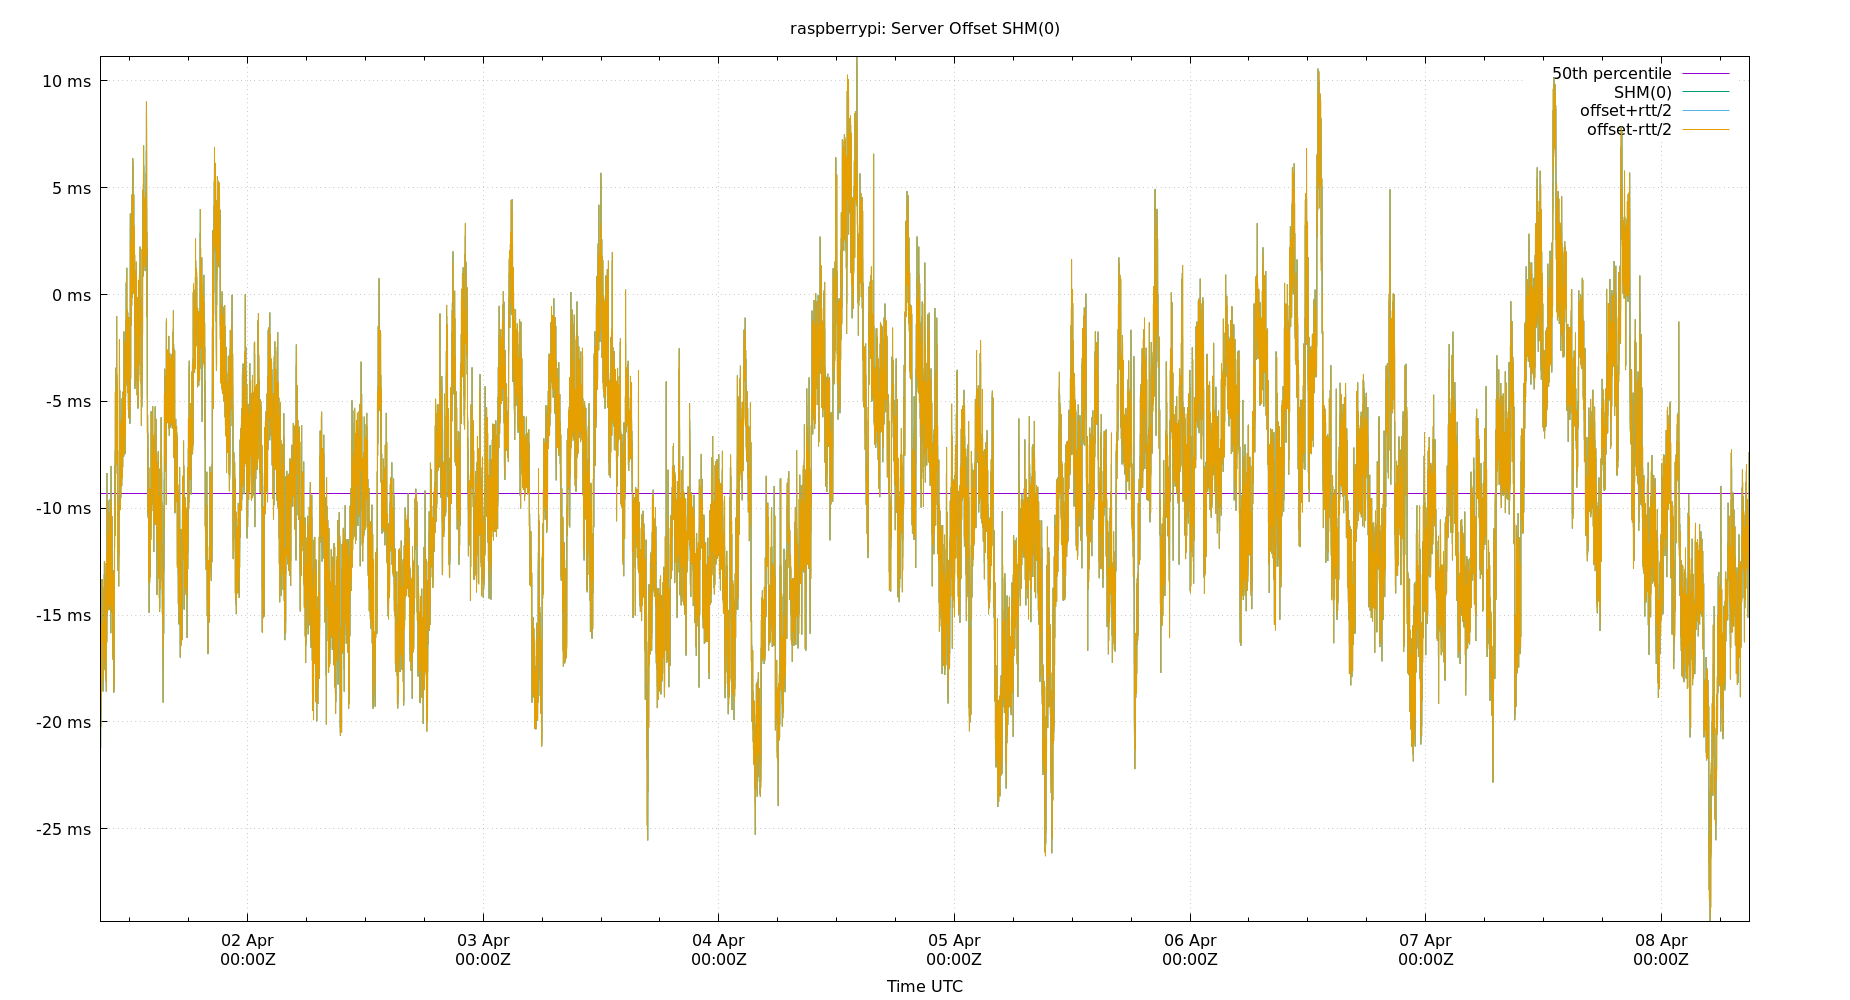 raspberrypi: Server Offset SHM(0)
50th percentile
SHM(0)
offset+rtt/2
offset-rtt/2
10 ms
5 ms
0 ms
-5 ms
-10 ms
-15 ms
-20 ms
-25 ms
02 Apr
00:00Z
03 Apr
00:00Z
04 Apr
00:00Z
05 Apr
00:00Z
06 Apr
00:00Z
07 Apr
00:00Z
08 Apr
00:00Z
Time UTC